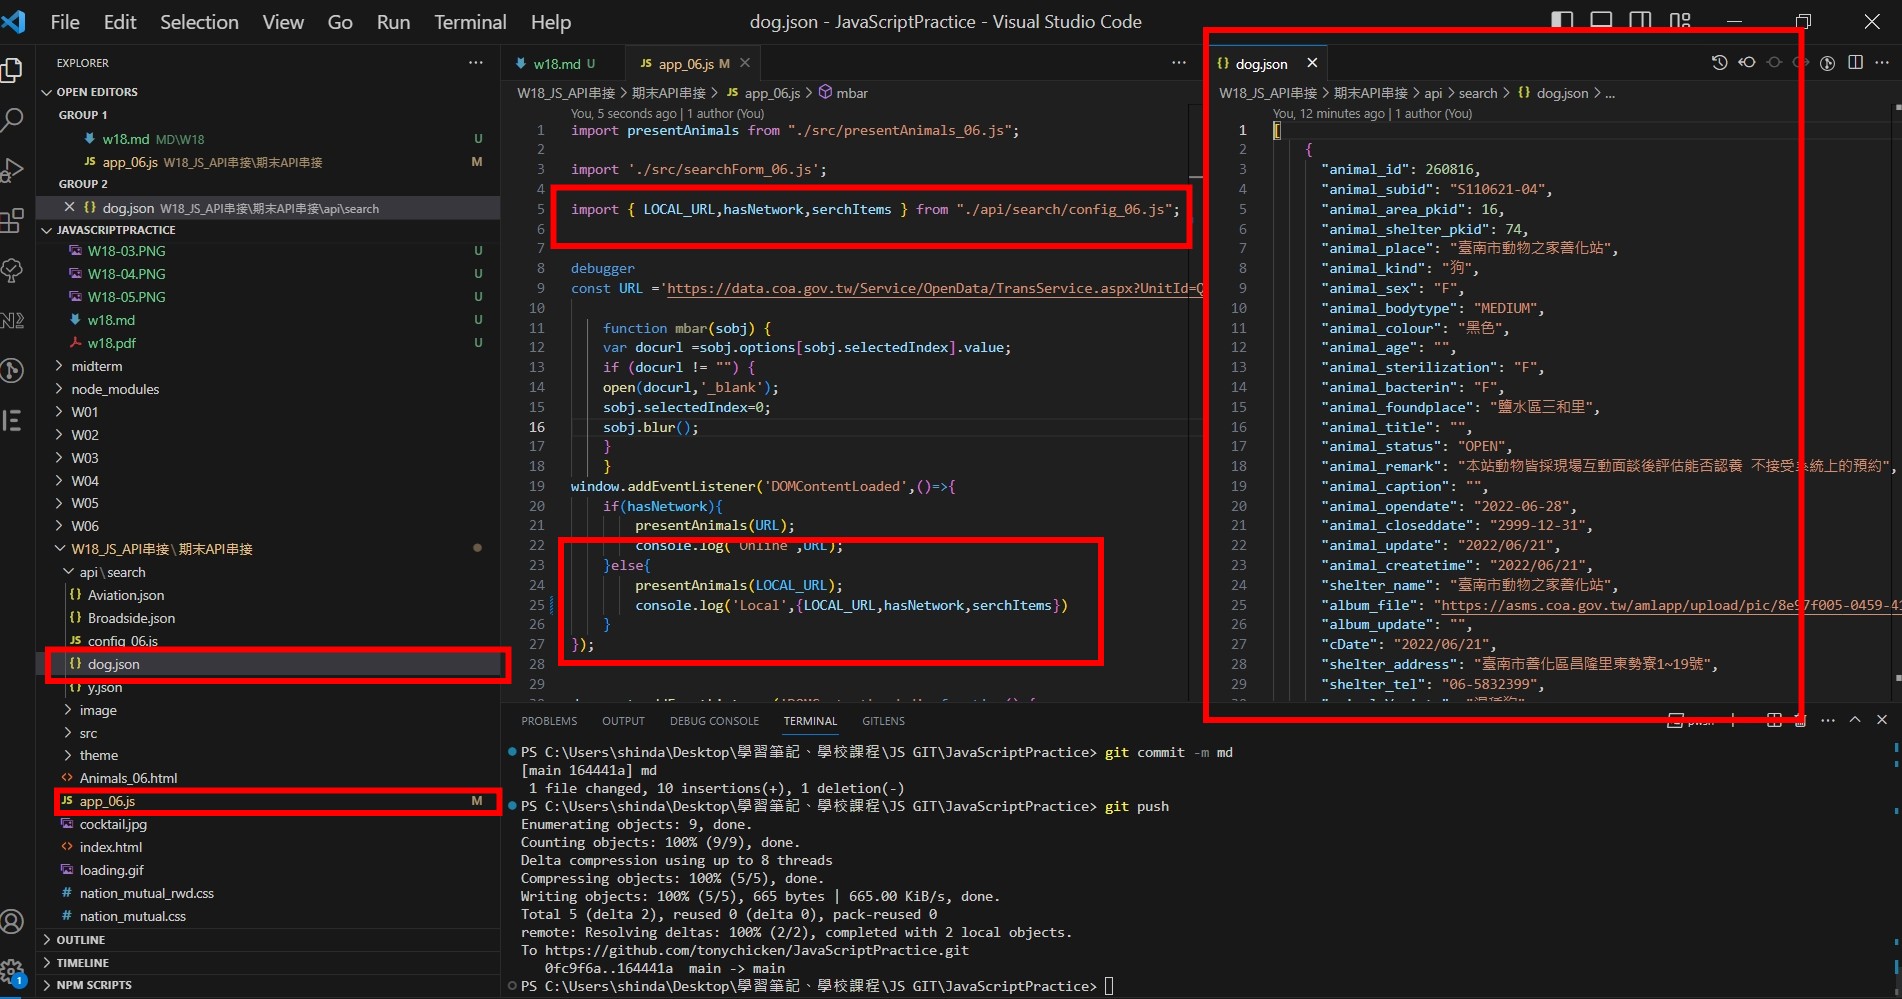 File Edit Selection View Go Run Terminal Help
dog.json - JavaScriptPractice - Visual Studio Code
EXPLORER
OPEN EDITORS
GROUP 1
w18.md MD\W18 U
JS app_06.js W18_JS_API串接\期末API串接 M
GROUP 2
{} dog.json W18_JS_API串接\期末API串接\api\search
JAVASCRIPTPRACTICE
W18-03.PNG U
W18-04.PNG U
W18-05.PNG U
w18.md U
w18.pdf U
midterm
node_modules
W01
W02
W03
W04
W05
W06
W18_JS_API串接\期末API串接
api\search
{} Aviation.json
{} Broadside.json
JS config_06.js
{} dog.json
{} y.json
image
src
theme
<> Animals_06.html
JS app_06.js M
cocktail.jpg
<> index.html
loading.gif
# nation_mutual_rwd.css
# nation_mutual.css
OUTLINE
TIMELINE
NPM SCRIPTS
1
w18.md U
JS app_06.js M
W18_JS_API串接 > 期末API串接 > JS app_06.js > mbar
You, 5 seconds ago | 1 author (You)
1 import presentAnimals from "./src/presentAnimals_06.js";
2
3 import './src/searchForm_06.js';
4
5 import { LOCAL_URL,hasNetwork,serchItems } from "./api/search/config_06.js";
6
7
8 debugger
9 const URL ='https://data.coa.gov.tw/Service/OpenData/TransService.aspx?UnitId=Q
10
11 function mbar(sobj) {
12 var docurl =sobj.options[sobj.selectedIndex].value;
13 if (docurl != "") {
14 open(docurl,'_blank');
15 sobj.selectedIndex=0;
16 sobj.blur();
17 }
18 }
19 window.addEventListener('DOMContentLoaded',()=>{
20 if(hasNetwork){
21 presentAnimals(URL);
22 console.log('Online',URL);
23 }else{
24 presentAnimals(LOCAL_URL);
25 console.log('Local',{LOCAL_URL,hasNetwork,serchItems})
26 }
27 });
28
29
{} dog.json
W18_JS_API串接 > 期末API串接 > api > search > {} dog.json > ...
You, 12 minutes ago | 1 author (You)
1 [
2 {
3 "animal_id": 260816,
4 "animal_subid": "S110621-04",
5 "animal_area_pkid": 16,
6 "animal_shelter_pkid": 74,
7 "animal_place": "臺南市動物之家善化站",
8 "animal_kind": "狗",
9 "animal_sex": "F",
10 "animal_bodytype": "MEDIUM",
11 "animal_colour": "黑色",
12 "animal_age": "",
13 "animal_sterilization": "F",
14 "animal_bacterin": "F",
15 "animal_foundplace": "鹽水區三和里",
16 "animal_title": "",
17 "animal_status": "OPEN",
18 "animal_remark": "本站動物皆採現場互動面談後評估能否認養 不接受系統上的預約",
19 "animal_caption": "",
20 "animal_opendate": "2022-06-28",
21 "animal_closeddate": "2999-12-31",
22 "animal_update": "2022/06/21",
23 "animal_createtime": "2022/06/21",
24 "shelter_name": "臺南市動物之家善化站",
25 "album_file": "https://asms.coa.gov.tw/amlapp/upload/pic/8e97f005-0459-41
26 "album_update": "",
27 "cDate": "2022/06/21",
28 "shelter_address": "臺南市善化區昌隆里東勢寮1~19號",
29 "shelter_tel": "06-5832399",
PROBLEMS OUTPUT DEBUG CONSOLE TERMINAL GITLENS
PS C:\Users\shinda\Desktop\學習筆記、學校課程\JS GIT\JavaScriptPractice> git commit -m md
[main 164441a] md
1 file changed, 10 insertions(+), 1 deletion(-)
PS C:\Users\shinda\Desktop\學習筆記、學校課程\JS GIT\JavaScriptPractice> git push
Enumerating objects: 9, done.
Counting objects: 100% (9/9), done.
Delta compression using up to 8 threads
Compressing objects: 100% (5/5), done.
Writing objects: 100% (5/5), 665 bytes | 665.00 KiB/s, done.
Total 5 (delta 2), reused 0 (delta 0), pack-reused 0
remote: Resolving deltas: 100% (2/2), completed with 2 local objects.
To https://github.com/tonychicken/JavaScriptPractice.git
0fc9f6a..164441a main -> main
PS C:\Users\shinda\Desktop\學習筆記、學校課程\JS GIT\JavaScriptPractice>